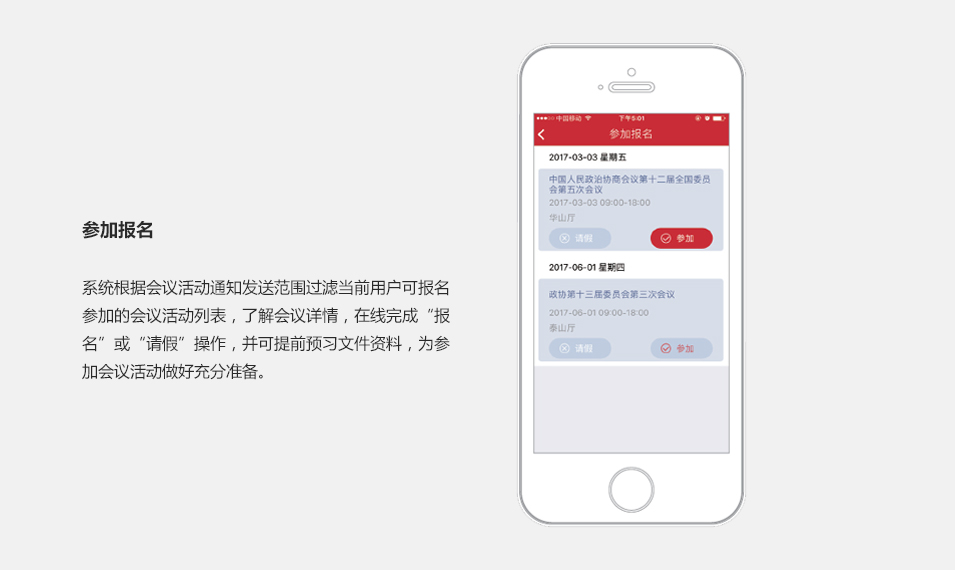 参加报名
系统根据会议活动通知发送范围过滤当前用户可报名
参加的会议活动列表，了解会议详情，在线完成“报
名”或“请假”操作，并可提前预习文件资料，为参
加会议活动做好充分准备。
中国移动 下午5:01
参加报名
2017-03-03 星期五
中国人民政治协商会议第十二届全国委员
会第五次会议
2017-03-03 09:00-18:00
华山厅
请假 参加
2017-06-01 星期四
政协第十三届委员会第三次会议
2017-06-01 09:00-18:00
泰山厅
请假 参加